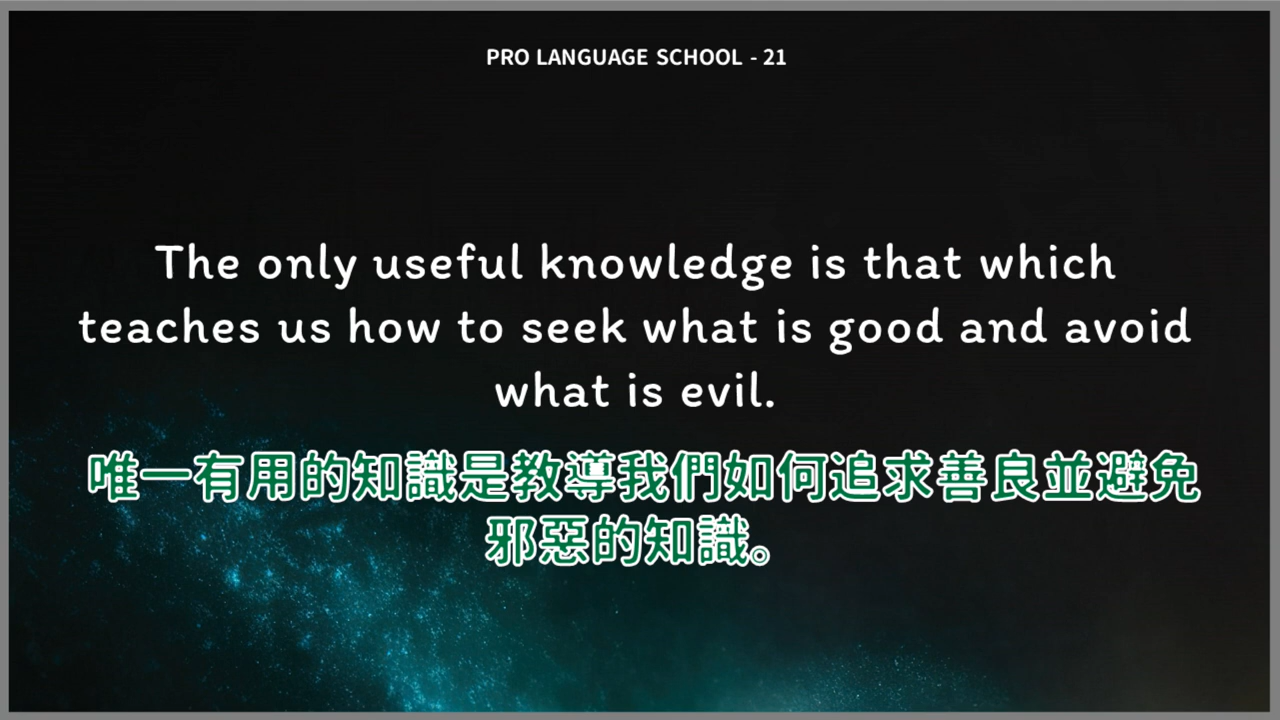 PRO LANGUAGE SCHOOL - 21
The only useful knowledge is that which
teaches us how to seek what is good and avoid
what is evil.
唯一有用的知識是教導我們如何追求善良並避免
邪惡的知識。